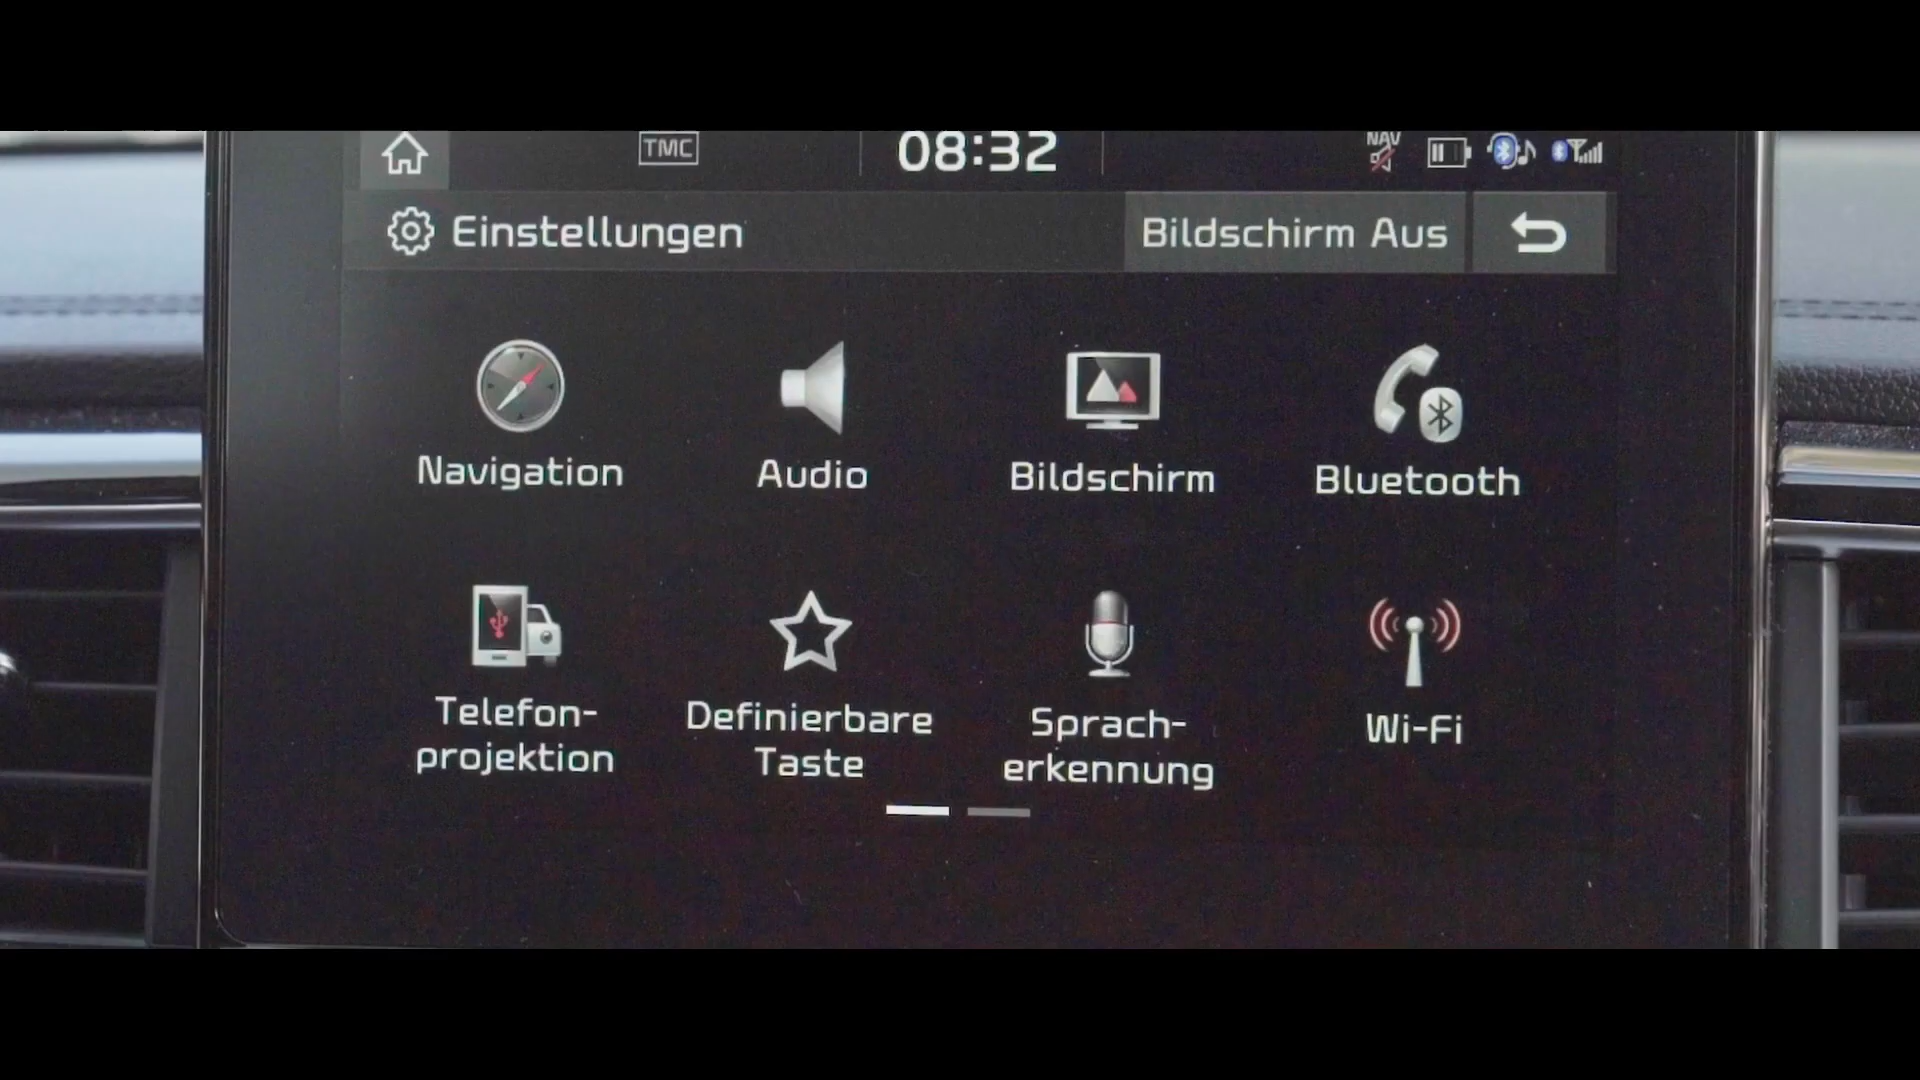 TMC
08:32
NAV
Einstellungen
Bildschirm Aus
Navigation
Audio
Bildschirm
Bluetooth
Telefon-
projektion
Definierbare
Taste
Sprach-
erkennung
Wi-Fi